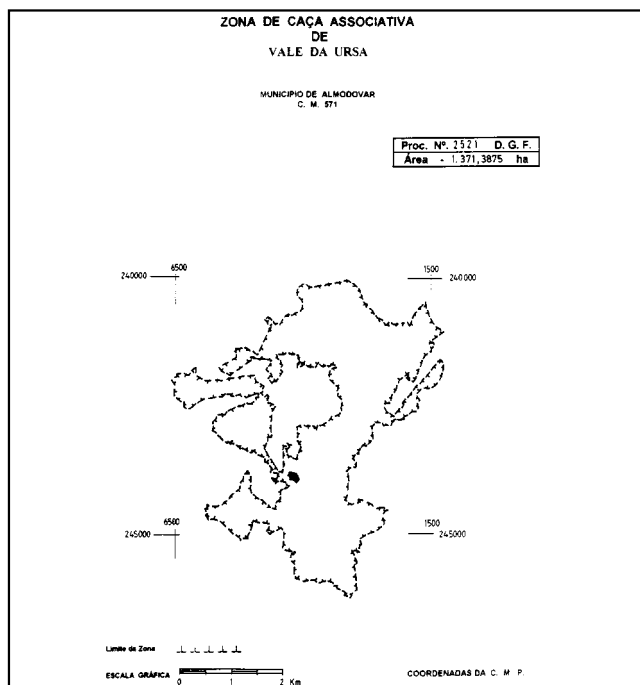 ZONA DE CAÇA ASSOCIATIVA
DE
VALE DA URSA
MUNICIPIO DE ALMODOVAR
C. M. 571
Proc. Nº. 2521 D. G. F.
Área - 1.371,3875 ha
6500
240000
1500
240000
6500
245000
1500
245000
Limite da Zona
ESCALA GRÁFICA
0 1 2 Km
COORDENADAS DA C. M P.